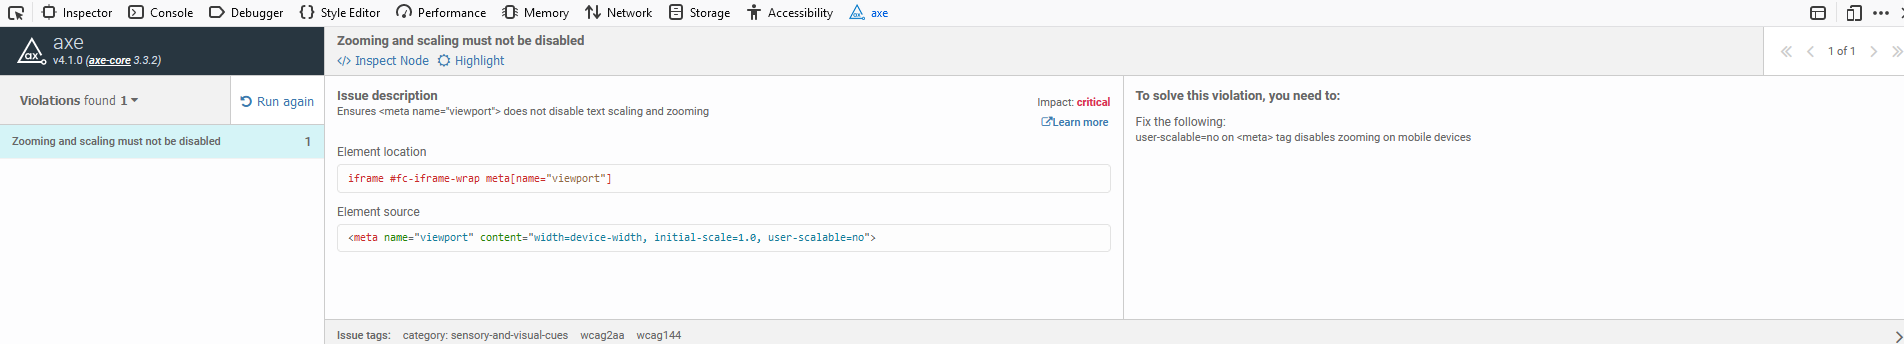 Inspector Console Debugger {} Style Editor Performance Memory Network Storage Accessibility axe
axe
v4.1.0 (axe-core 3.3.2)
Zooming and scaling must not be disabled
</> Inspect Node Highlight
1 of 1
Violations found 1
Run again
Zooming and scaling must not be disabled 1
Issue description
Ensures <meta name="viewport"> does not disable text scaling and zooming
Impact: critical
Learn more
Element location
iframe #fc-iframe-wrap meta[name="viewport"]
Element source
<meta name="viewport" content="width=device-width, initial-scale=1.0, user-scalable=no">
To solve this violation, you need to:
Fix the following:
user-scalable=no on <meta> tag disables zooming on mobile devices
Issue tags: category: sensory-and-visual-cues wcag2aa wcag144